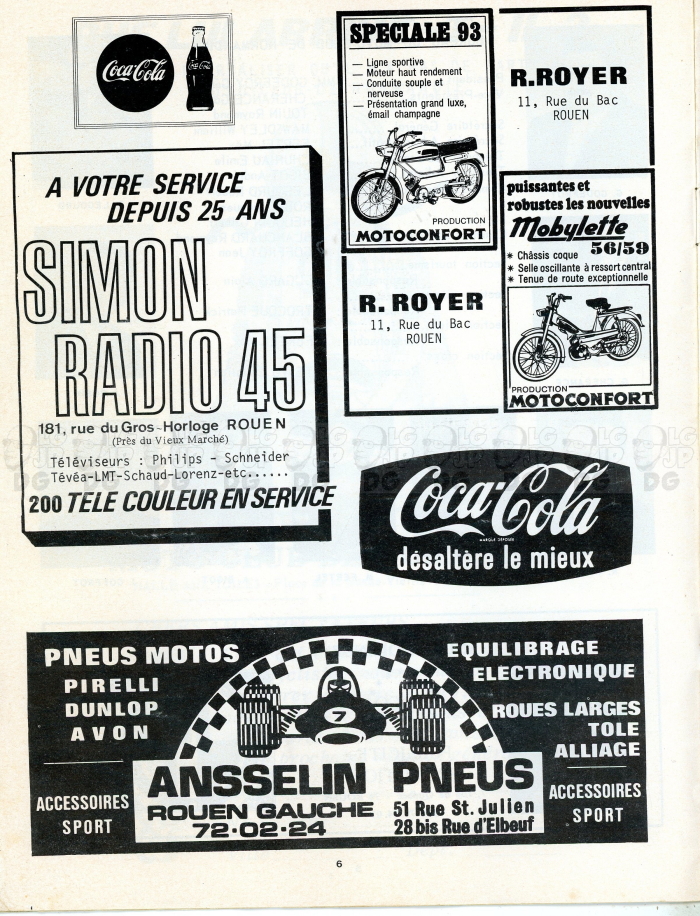 Coca-Cola
Coca-Cola
SPECIALE 93
— Ligne sportive
— Moteur haut rendement
— Conduite souple et
nerveuse
— Présentation grand luxe,
émail champagne
PRODUCTION
MOTOCONFORT
R.ROYER
11, Rue du Bac
ROUEN
A VOTRE SERVICE
DEPUIS 25 ANS
SIMON
RADIO 45
181, rue du Gros-Horloge ROUEN
(Près du Vieux Marché)
Téléviseurs : Philips - Schneider
Tévéa-LMT-Schaud-Lorenz-etc......
200 TELE COULEUR EN SERVICE
R. ROYER
11, Rue du Bac
ROUEN
puissantes et
robustes les nouvelles
Mobylette
56/59
* Châssis coque
* Selle oscillante à ressort central
* Tenue de route exceptionnelle
PRODUCTION
MOTOCONFORT
Coca-Cola
MARQUE DEPOSEE
désaltère le mieux
PNEUS MOTOS
PIRELLI
DUNLOP
AVON
ACCESSOIRES
SPORT
7
EQUILIBRAGE
ELECTRONIQUE
ROUES LARGES
TOLE
ALLIAGE
ACCESSOIRES
SPORT
ANSSELIN PNEUS
ROUEN GAUCHE
72·02·24
51 Rue St. Julien
28 bis Rue d'Elbeuf
6